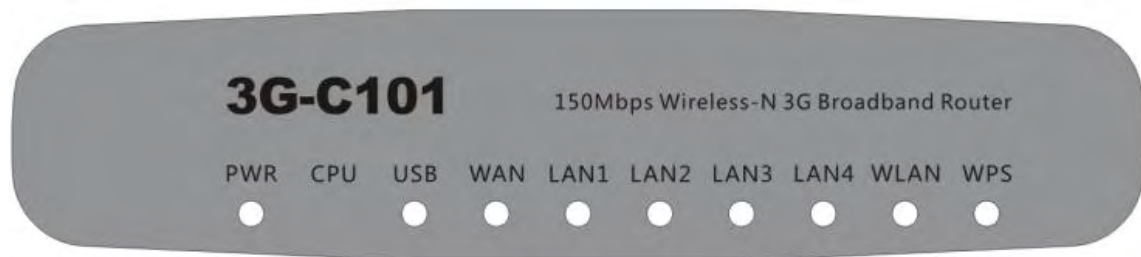 3G-C101
150Mbps Wireless-N 3G Broadband Router
PWR CPU USB WAN LAN1 LAN2 LAN3 LAN4 WLAN WPS